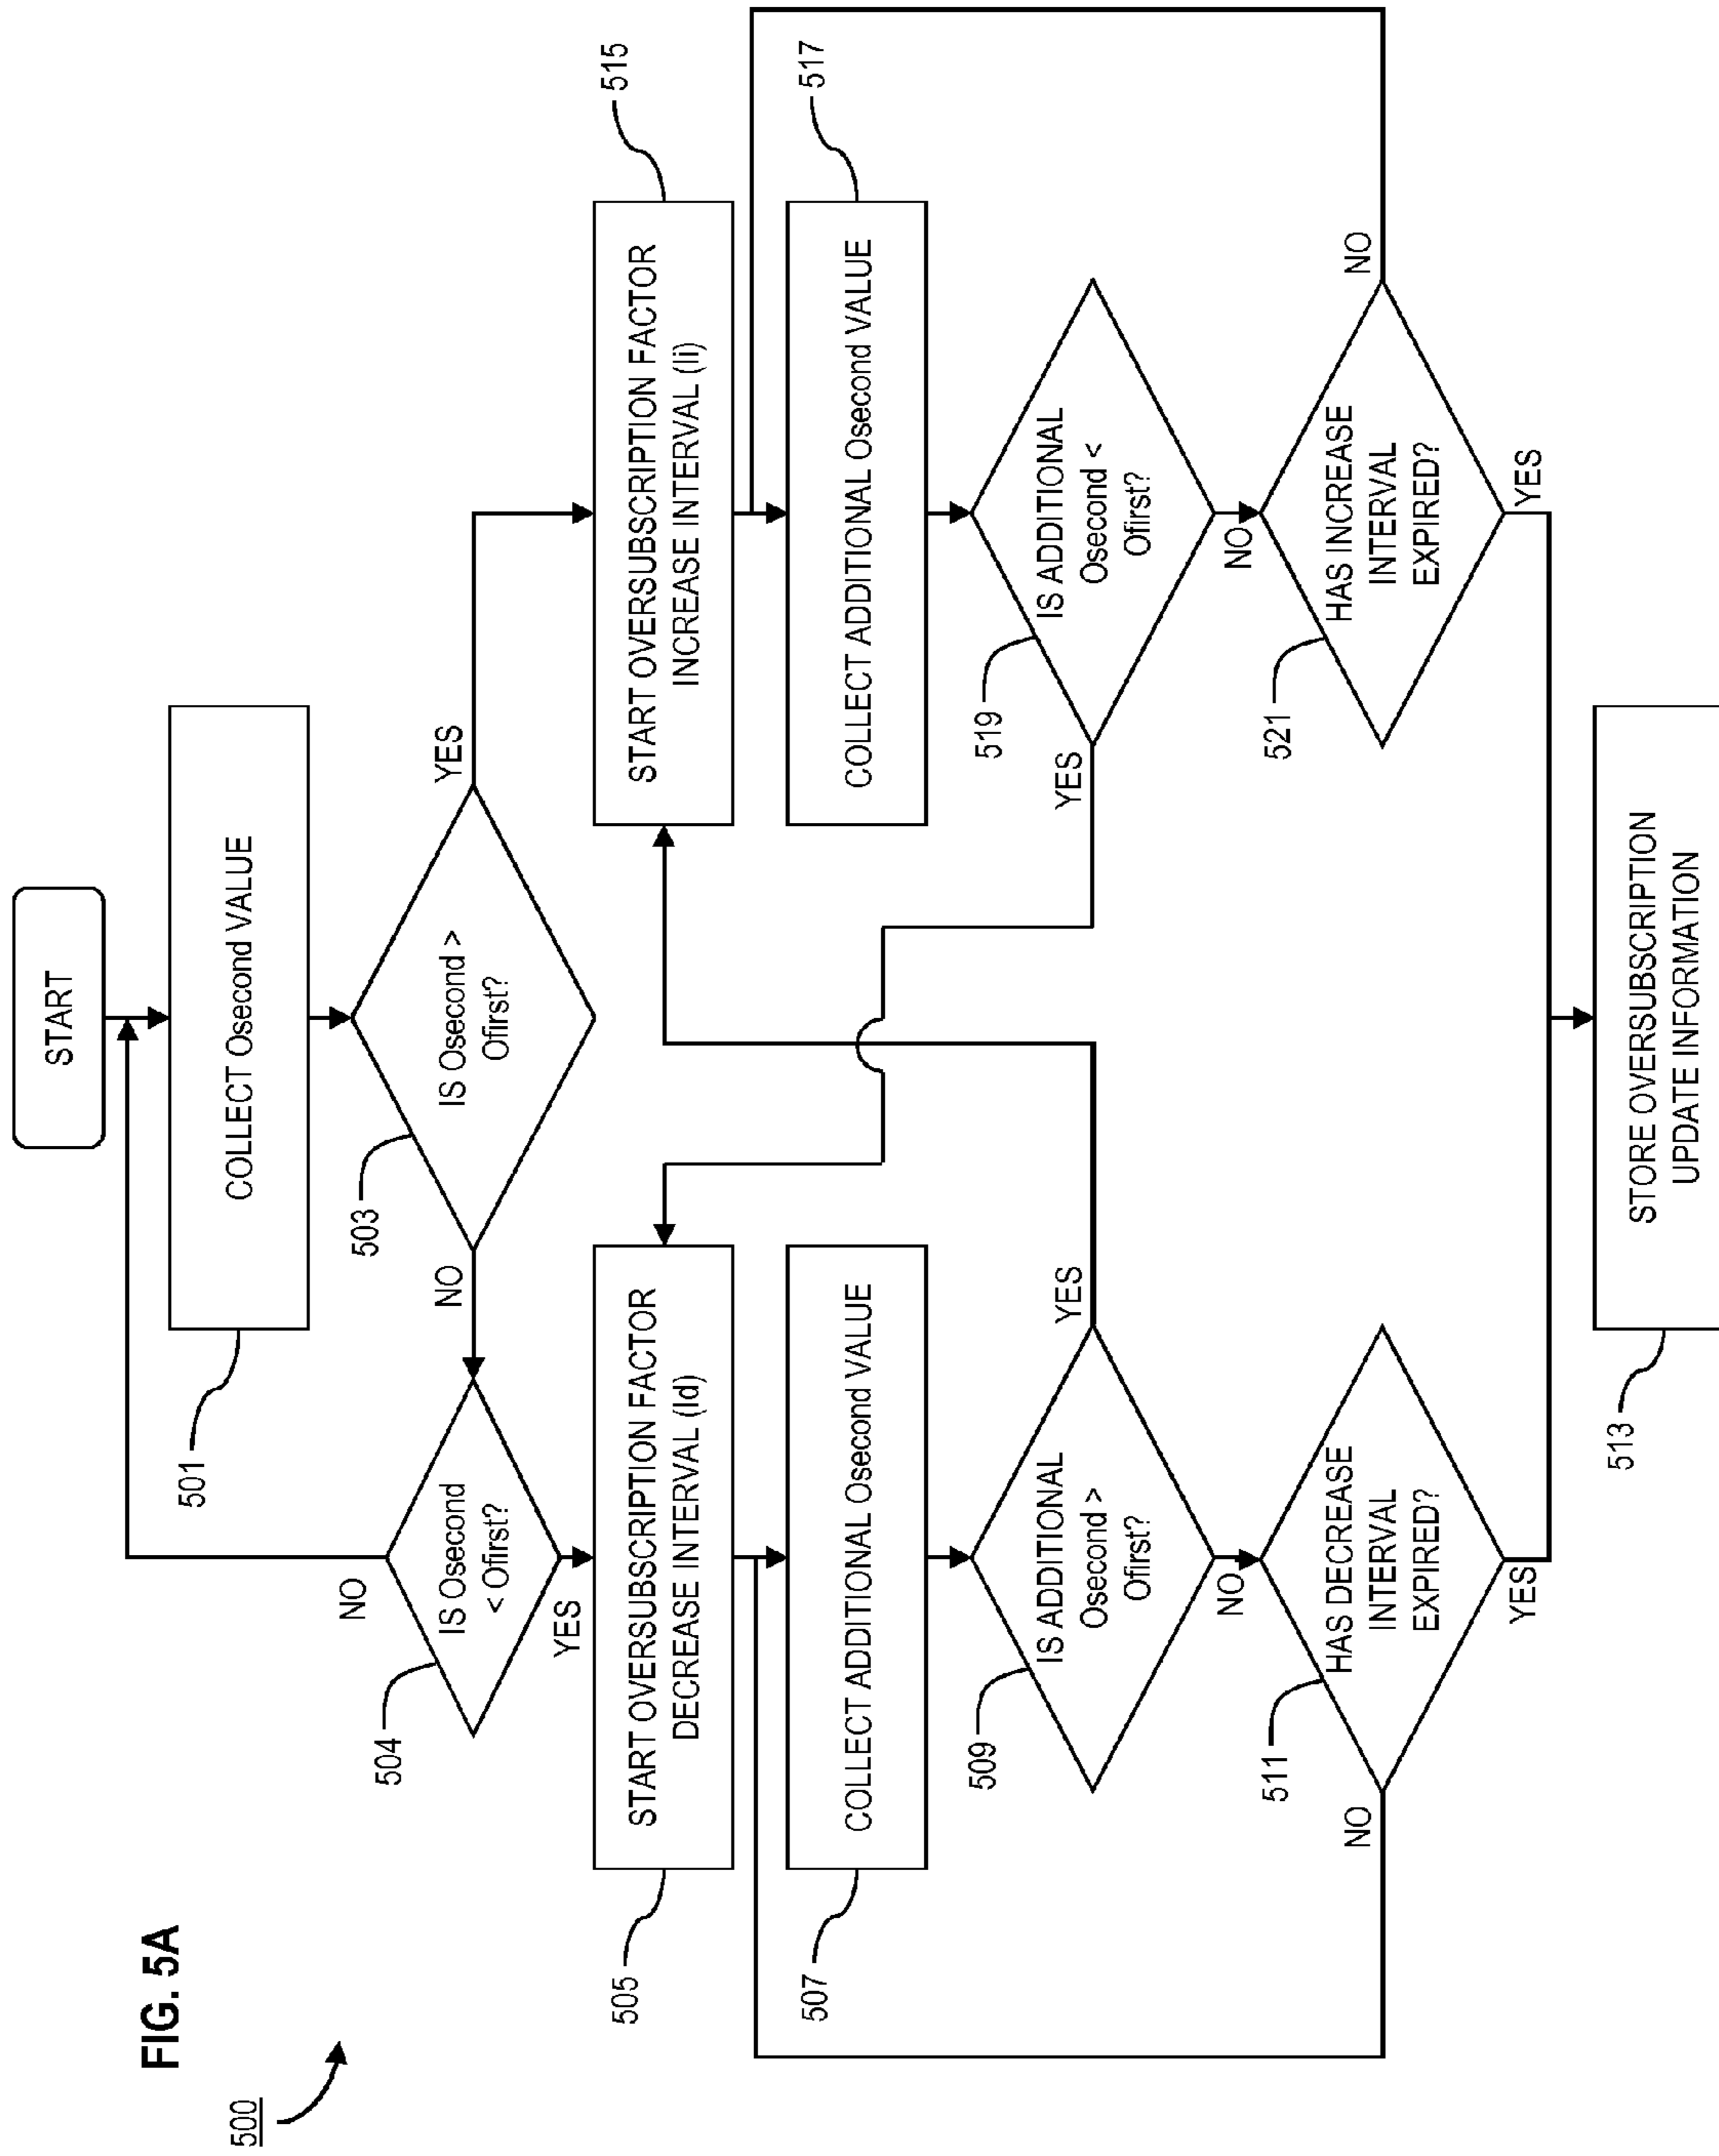 FIG. 5A
500
START
COLLECT Osecond VALUE
501
IS Osecond >
Ofirst?
503
YES
NO
IS Osecond
< Ofirst?
504
NO
YES
START OVERSUBSCRIPTION FACTOR
DECREASE INTERVAL (Id)
505
START OVERSUBSCRIPTION FACTOR
INCREASE INTERVAL (Ii)
515
COLLECT ADDITIONAL Osecond VALUE
507
COLLECT ADDITIONAL Osecond VALUE
517
IS ADDITIONAL
Osecond >
Ofirst?
509
YES
NO
IS ADDITIONAL
Osecond <
Ofirst?
519
YES
NO
HAS DECREASE
INTERVAL
EXPIRED?
511
NO
YES
HAS INCREASE
INTERVAL
EXPIRED?
521
NO
YES
STORE OVERSUBSCRIPTION
UPDATE INFORMATION
513